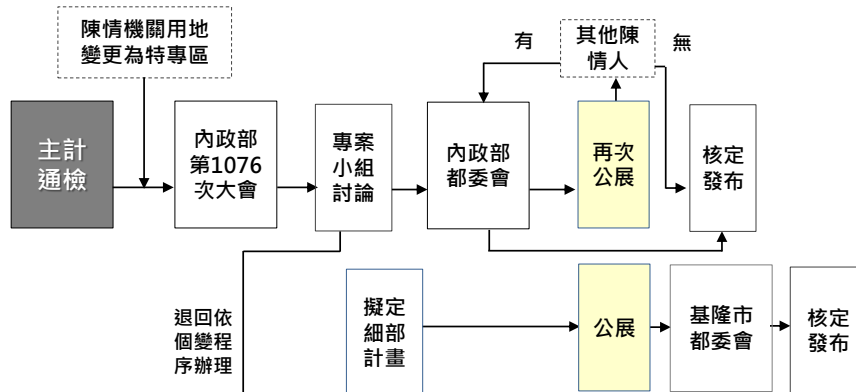 陳情機關用地
變更為特專區
有
其他陳
情人
無
主計
通檢
內政部
第1076
次大會
專案
小組
討論
內政部
都委會
再次
公展
核定
發布
退回依
個變程
序辦理
擬定
細部
計畫
公展
基隆市
都委會
核定
發布